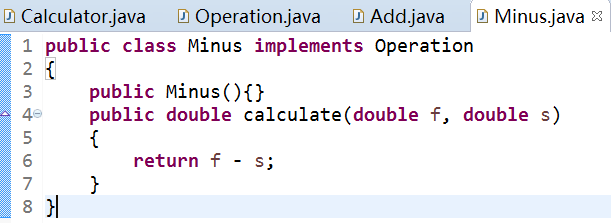 Calculator.java Operation.java Add.java Minus.java
1 public class Minus implements Operation
2 {
3 public Minus(){}
4 public double calculate(double f, double s)
5 {
6 return f - s;
7 }
8 }